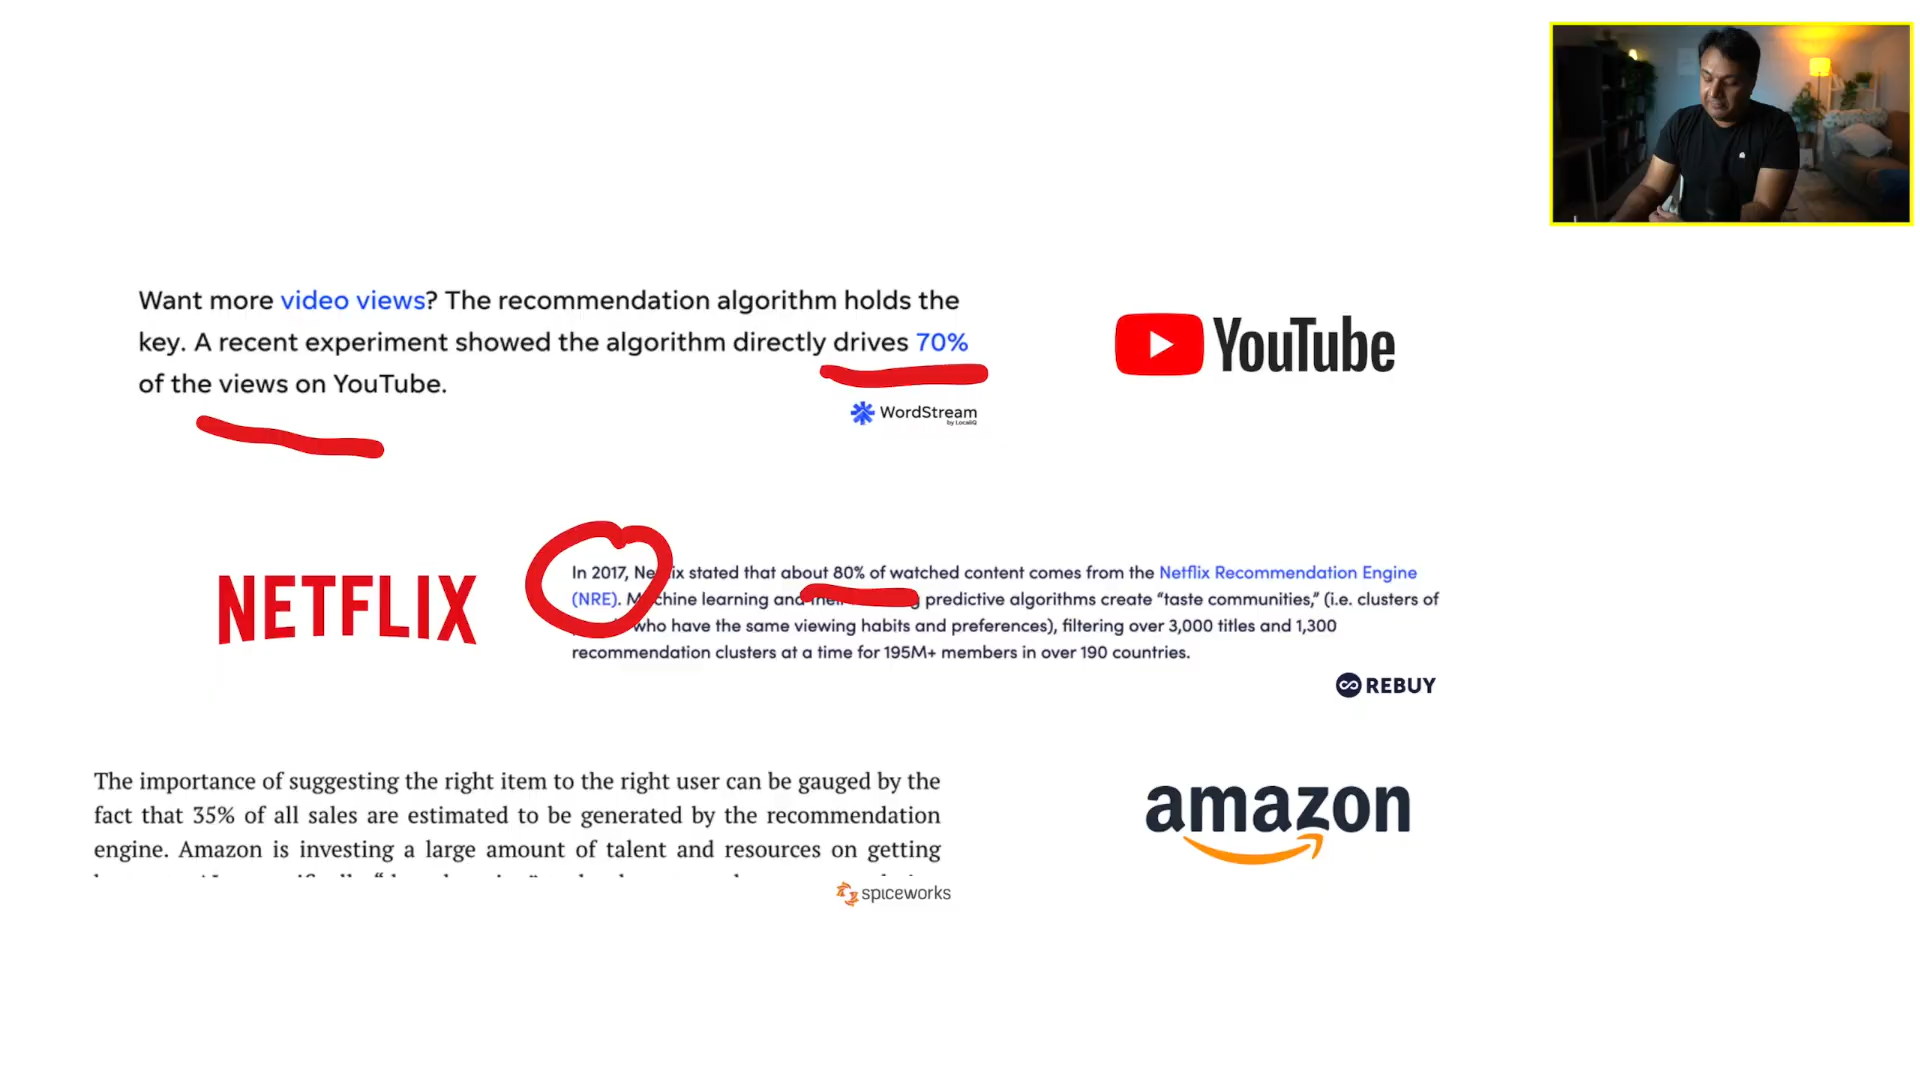 Want more video views? The recommendation algorithm holds the
key. A recent experiment showed the algorithm directly drives 70%
of the views on YouTube.
WordStream
by LocaliQ
YouTube
NETFLIX
In 2017, Netflix stated that about 80% of watched content comes from the Netflix Recommendation Engine
(NRE). Machine learning and their predictive algorithms create “taste communities,” (i.e. clusters of
who have the same viewing habits and preferences), filtering over 3,000 titles and 1,300
recommendation clusters at a time for 195M+ members in over 190 countries.
REBUY
The importance of suggesting the right item to the right user can be gauged by the
fact that 35% of all sales are estimated to be generated by the recommendation
engine. Amazon is investing a large amount of talent and resources on getting
spiceworks
amazon